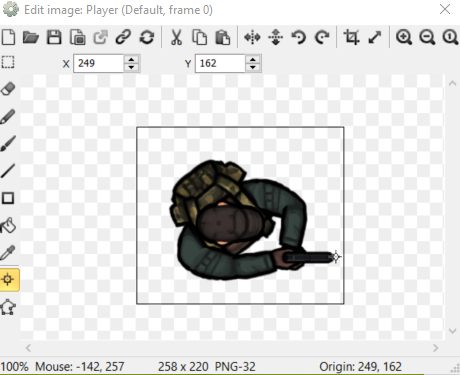 Edit image: Player (Default, frame 0)
X 249 Y 162
100% Mouse: -142, 257 258 x 220 PNG-32 Origin: 249, 162